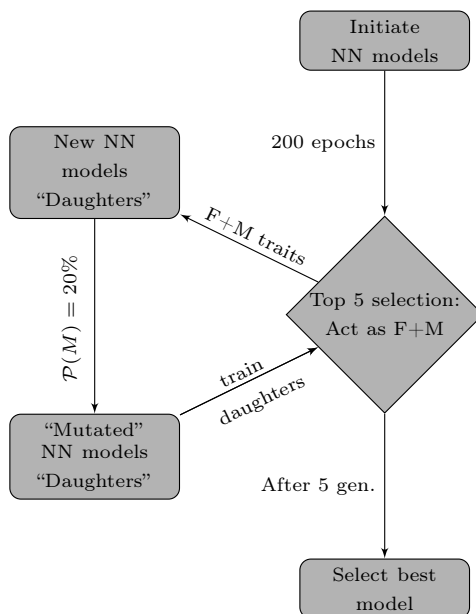 Initiate
NN models
200 epochs
New NN
models
“Daughters”
F+M traits
Top 5 selection:
Act as F+M
𝒫(M) = 20%
train
daughters
“Mutated”
NN models
“Daughters”
After 5 gen.
Select best
model